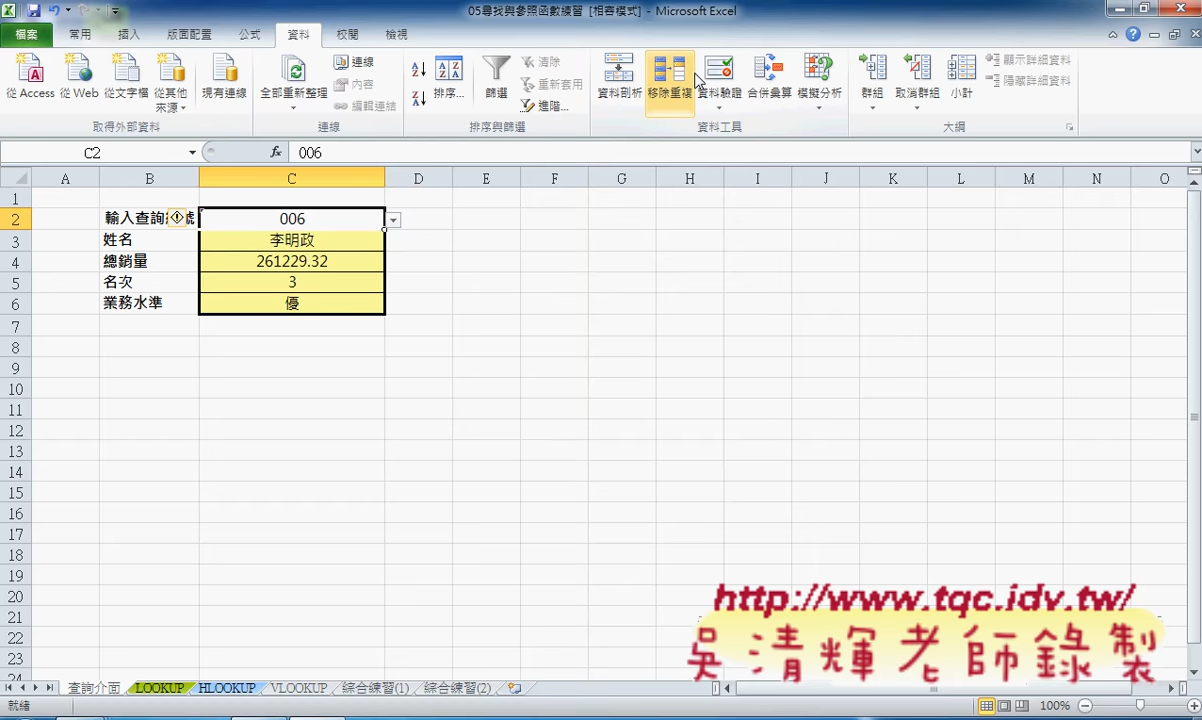 05尋找與參照函數練習 [相容模式] - Microsoft Excel
檔案 常用 插入 版面配置 公式 資料 校閱 檢視
從 Access 從 Web 從文字檔 從其他來源 現有連線 全部重新整理 連線 內容 編輯連結 排序... 篩選 清除 重新套用 進階... 資料剖析 移除重複 資料驗證 合併彙算 模擬分析 群組 取消群組 小計 顯示詳細資料 隱藏詳細資料
取得外部資料 連線 排序與篩選 資料工具 大綱
C2 fx 006
A B C D E F G H I J K L M N O
1
2 輸入查詢 號 006
3 姓名 李明政
4 總銷量 261229.32
5 名次 3
6 業務水準 優
7
8
9
10
11
12
13
14
15
16
17
18
19
20
21
22
23
24
http://www.tqc.idv.tw/
吳清輝老師錄製
查詢介面 LOOKUP HLOOKUP VLOOKUP 綜合練習(1) 綜合練習(2)
就緒 100%